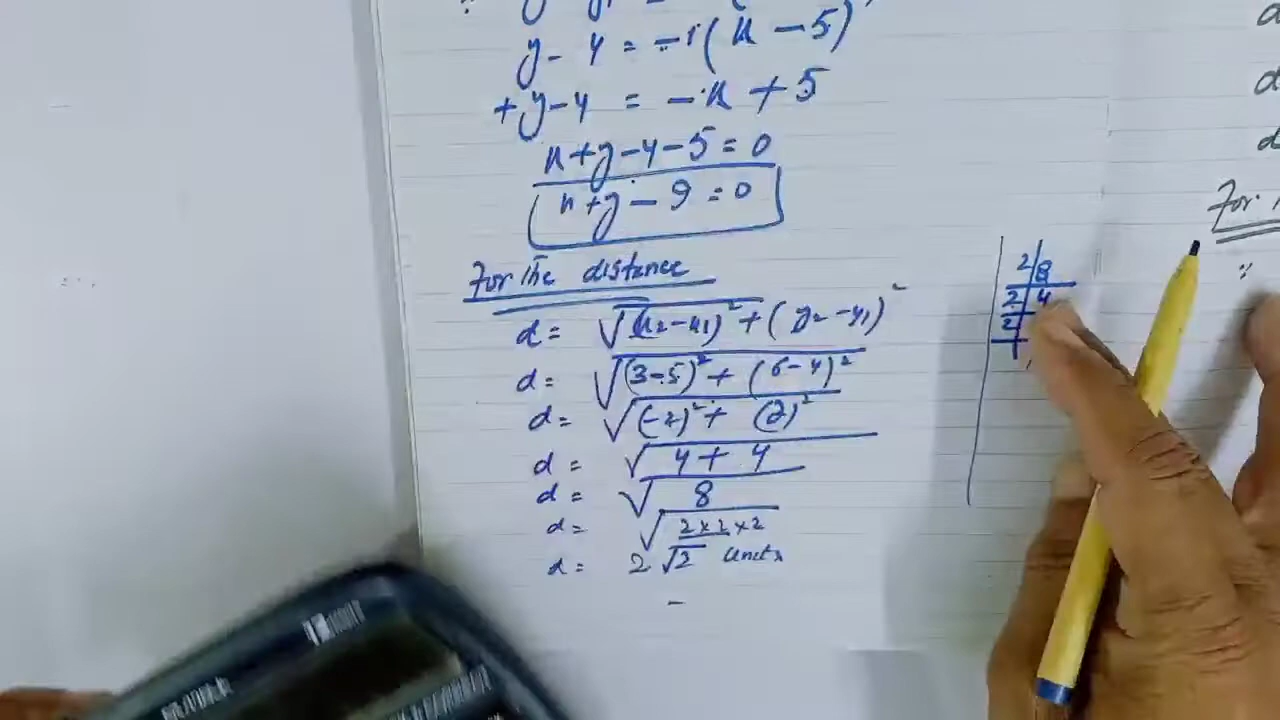 y - 4 = -1(x - 5)
+y-4 = -x + 5
x+y-4-5=0
x+y-9=0
For the distance
d = √(x₂-x₁)² + (y₂-y₁)²
d = √(3-5)² + (6-4)²
d = √(-2)² + (2)²
d = √4+4
d = √8
d = √2×2×2
d = 2√2 units
2|8
2|4
2|
d
d
d
For
∵